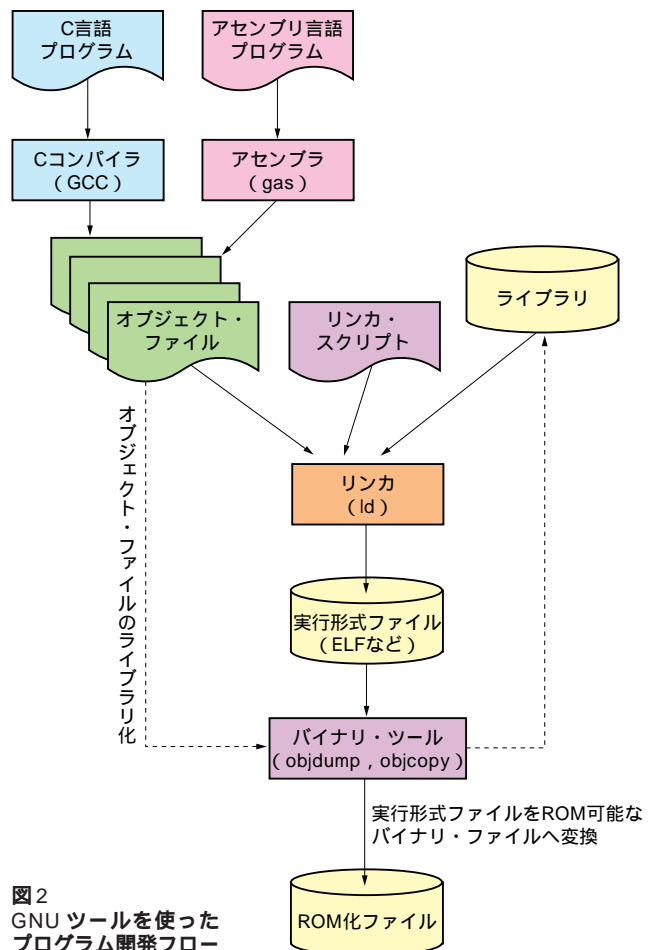 C言語
プログラム
アセンブリ言語
プログラム
Cコンパイラ
（GCC）
アセンブラ
（gas）
オブジェクト・
ファイル
リンカ・
スクリプト
ライブラリ
オブジェクト・ファイルのライブラリ化
リンカ
（ld）
実行形式ファイル
（ELFなど）
バイナリ・ツール
（objdump，objcopy）
実行形式ファイルをROM可能な
バイナリ・ファイルへ変換
ROM化ファイル
図2
GNU ツールを使った
プログラム開発フロー